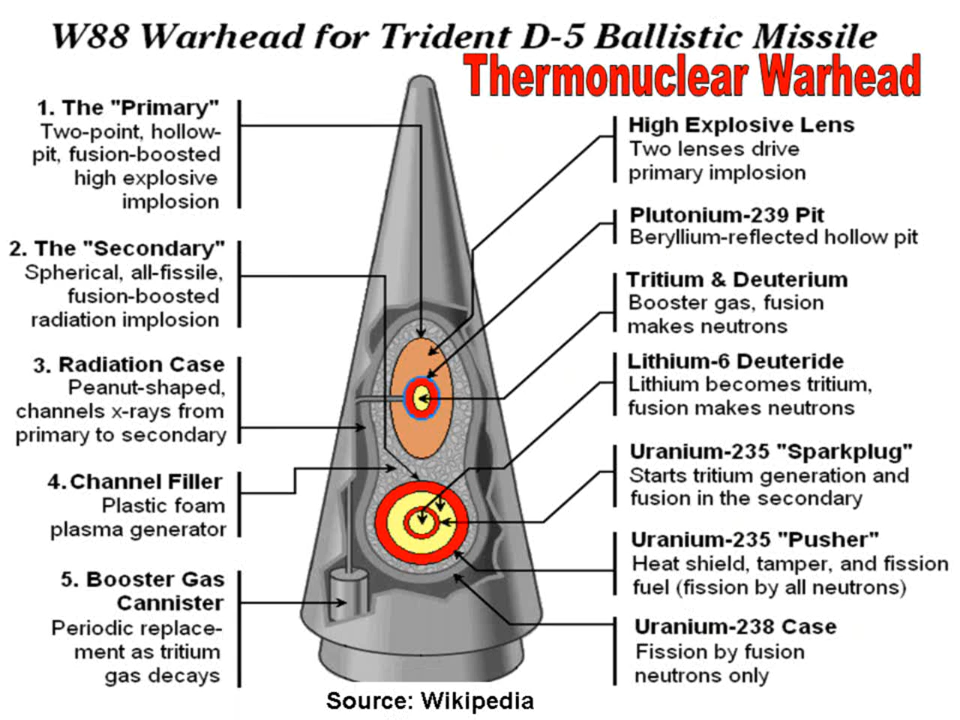 W88 Warhead for Trident D-5 Ballistic Missile
Thermonuclear Warhead
1. The "Primary"
Two-point, hollow-
pit, fusion-boosted
high explosive
implosion
2. The "Secondary"
Spherical, all-fissile,
fusion-boosted
radiation implosion
3. Radiation Case
Peanut-shaped,
channels x-rays from
primary to secondary
4. Channel Filler
Plastic foam
plasma generator
5. Booster Gas
Cannister
Periodic replace-
ment as tritium
gas decays
High Explosive Lens
Two lenses drive
primary implosion
Plutonium-239 Pit
Beryllium-reflected hollow pit
Tritium & Deuterium
Booster gas, fusion
makes neutrons
Lithium-6 Deuteride
Lithium becomes tritium,
fusion makes neutrons
Uranium-235 "Sparkplug"
Starts tritium generation and
fusion in the secondary
Uranium-235 "Pusher"
Heat shield, tamper, and fission
fuel (fission by all neutrons)
Uranium-238 Case
Fission by fusion
neutrons only
Source: Wikipedia